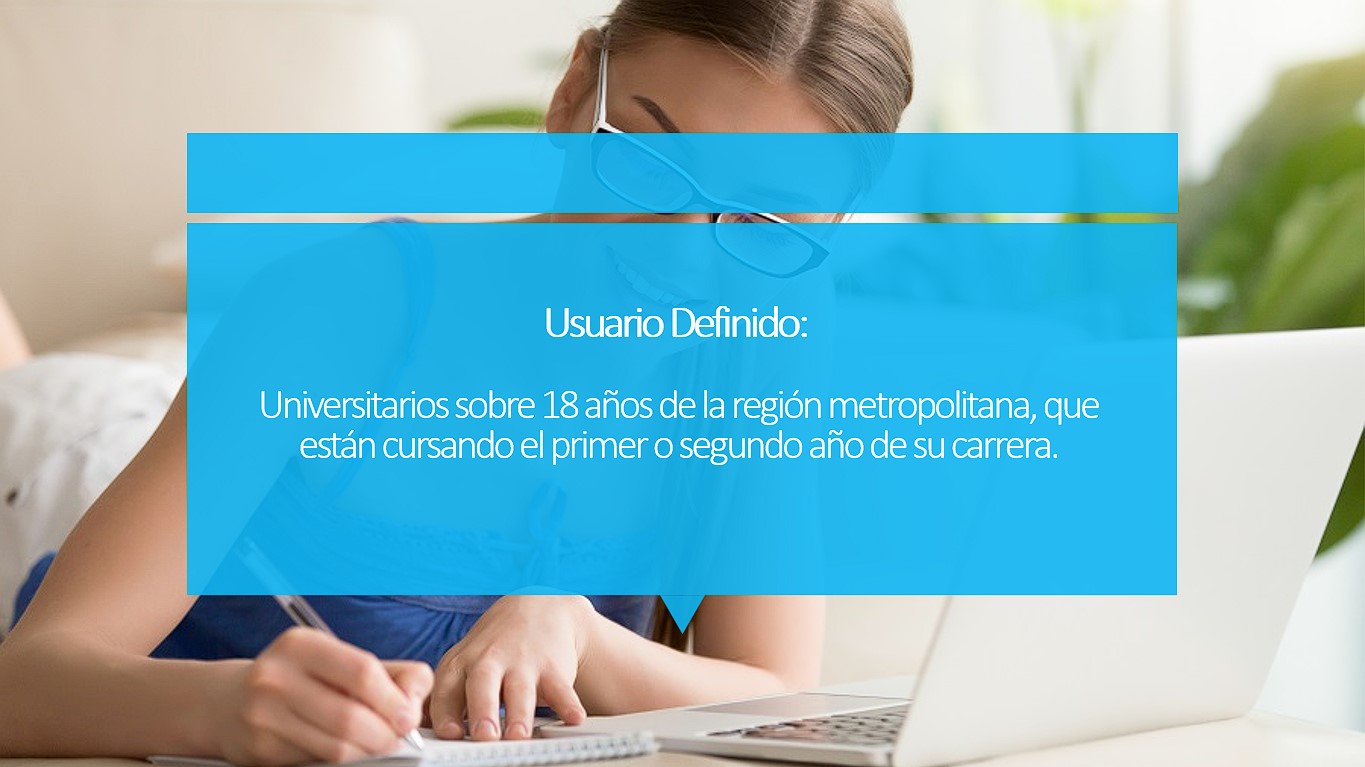 Usuario Definido:
Universitarios sobre 18 años de la región metropolitana, que
están cursando el primer o segundo año de su carrera.